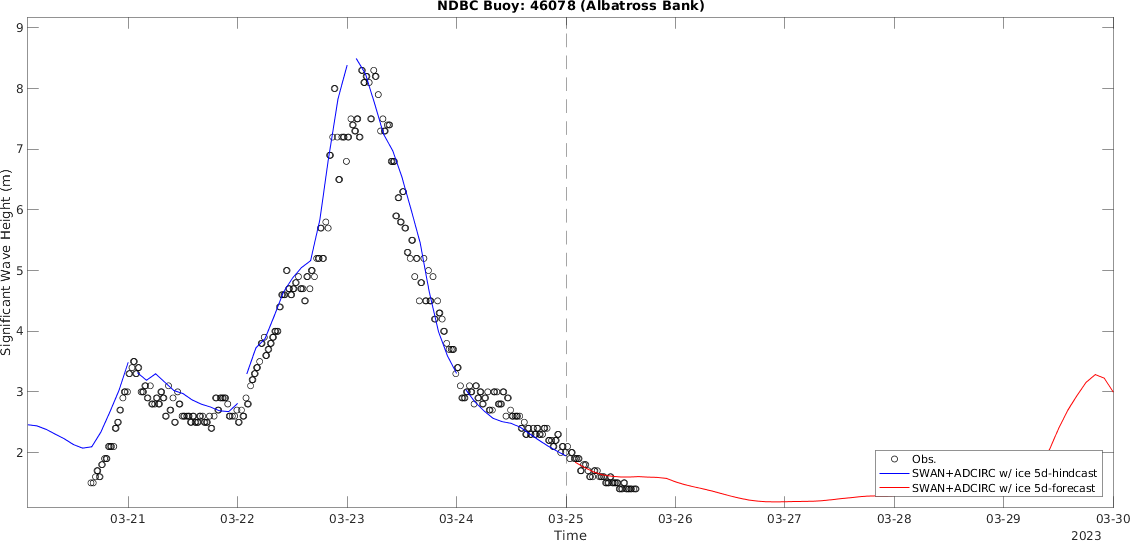 NDBC Buoy: 46078 (Albatross Bank)
9
8
7
6
5
4
3
2
Significant Wave Height (m)
Obs.
SWAN+ADCIRC w/ ice 5d-hindcast
SWAN+ADCIRC w/ ice 5d-forecast
03-21 03-22 03-23 03-24 03-25 03-26 03-27 03-28 03-29 03-30
Time
2023